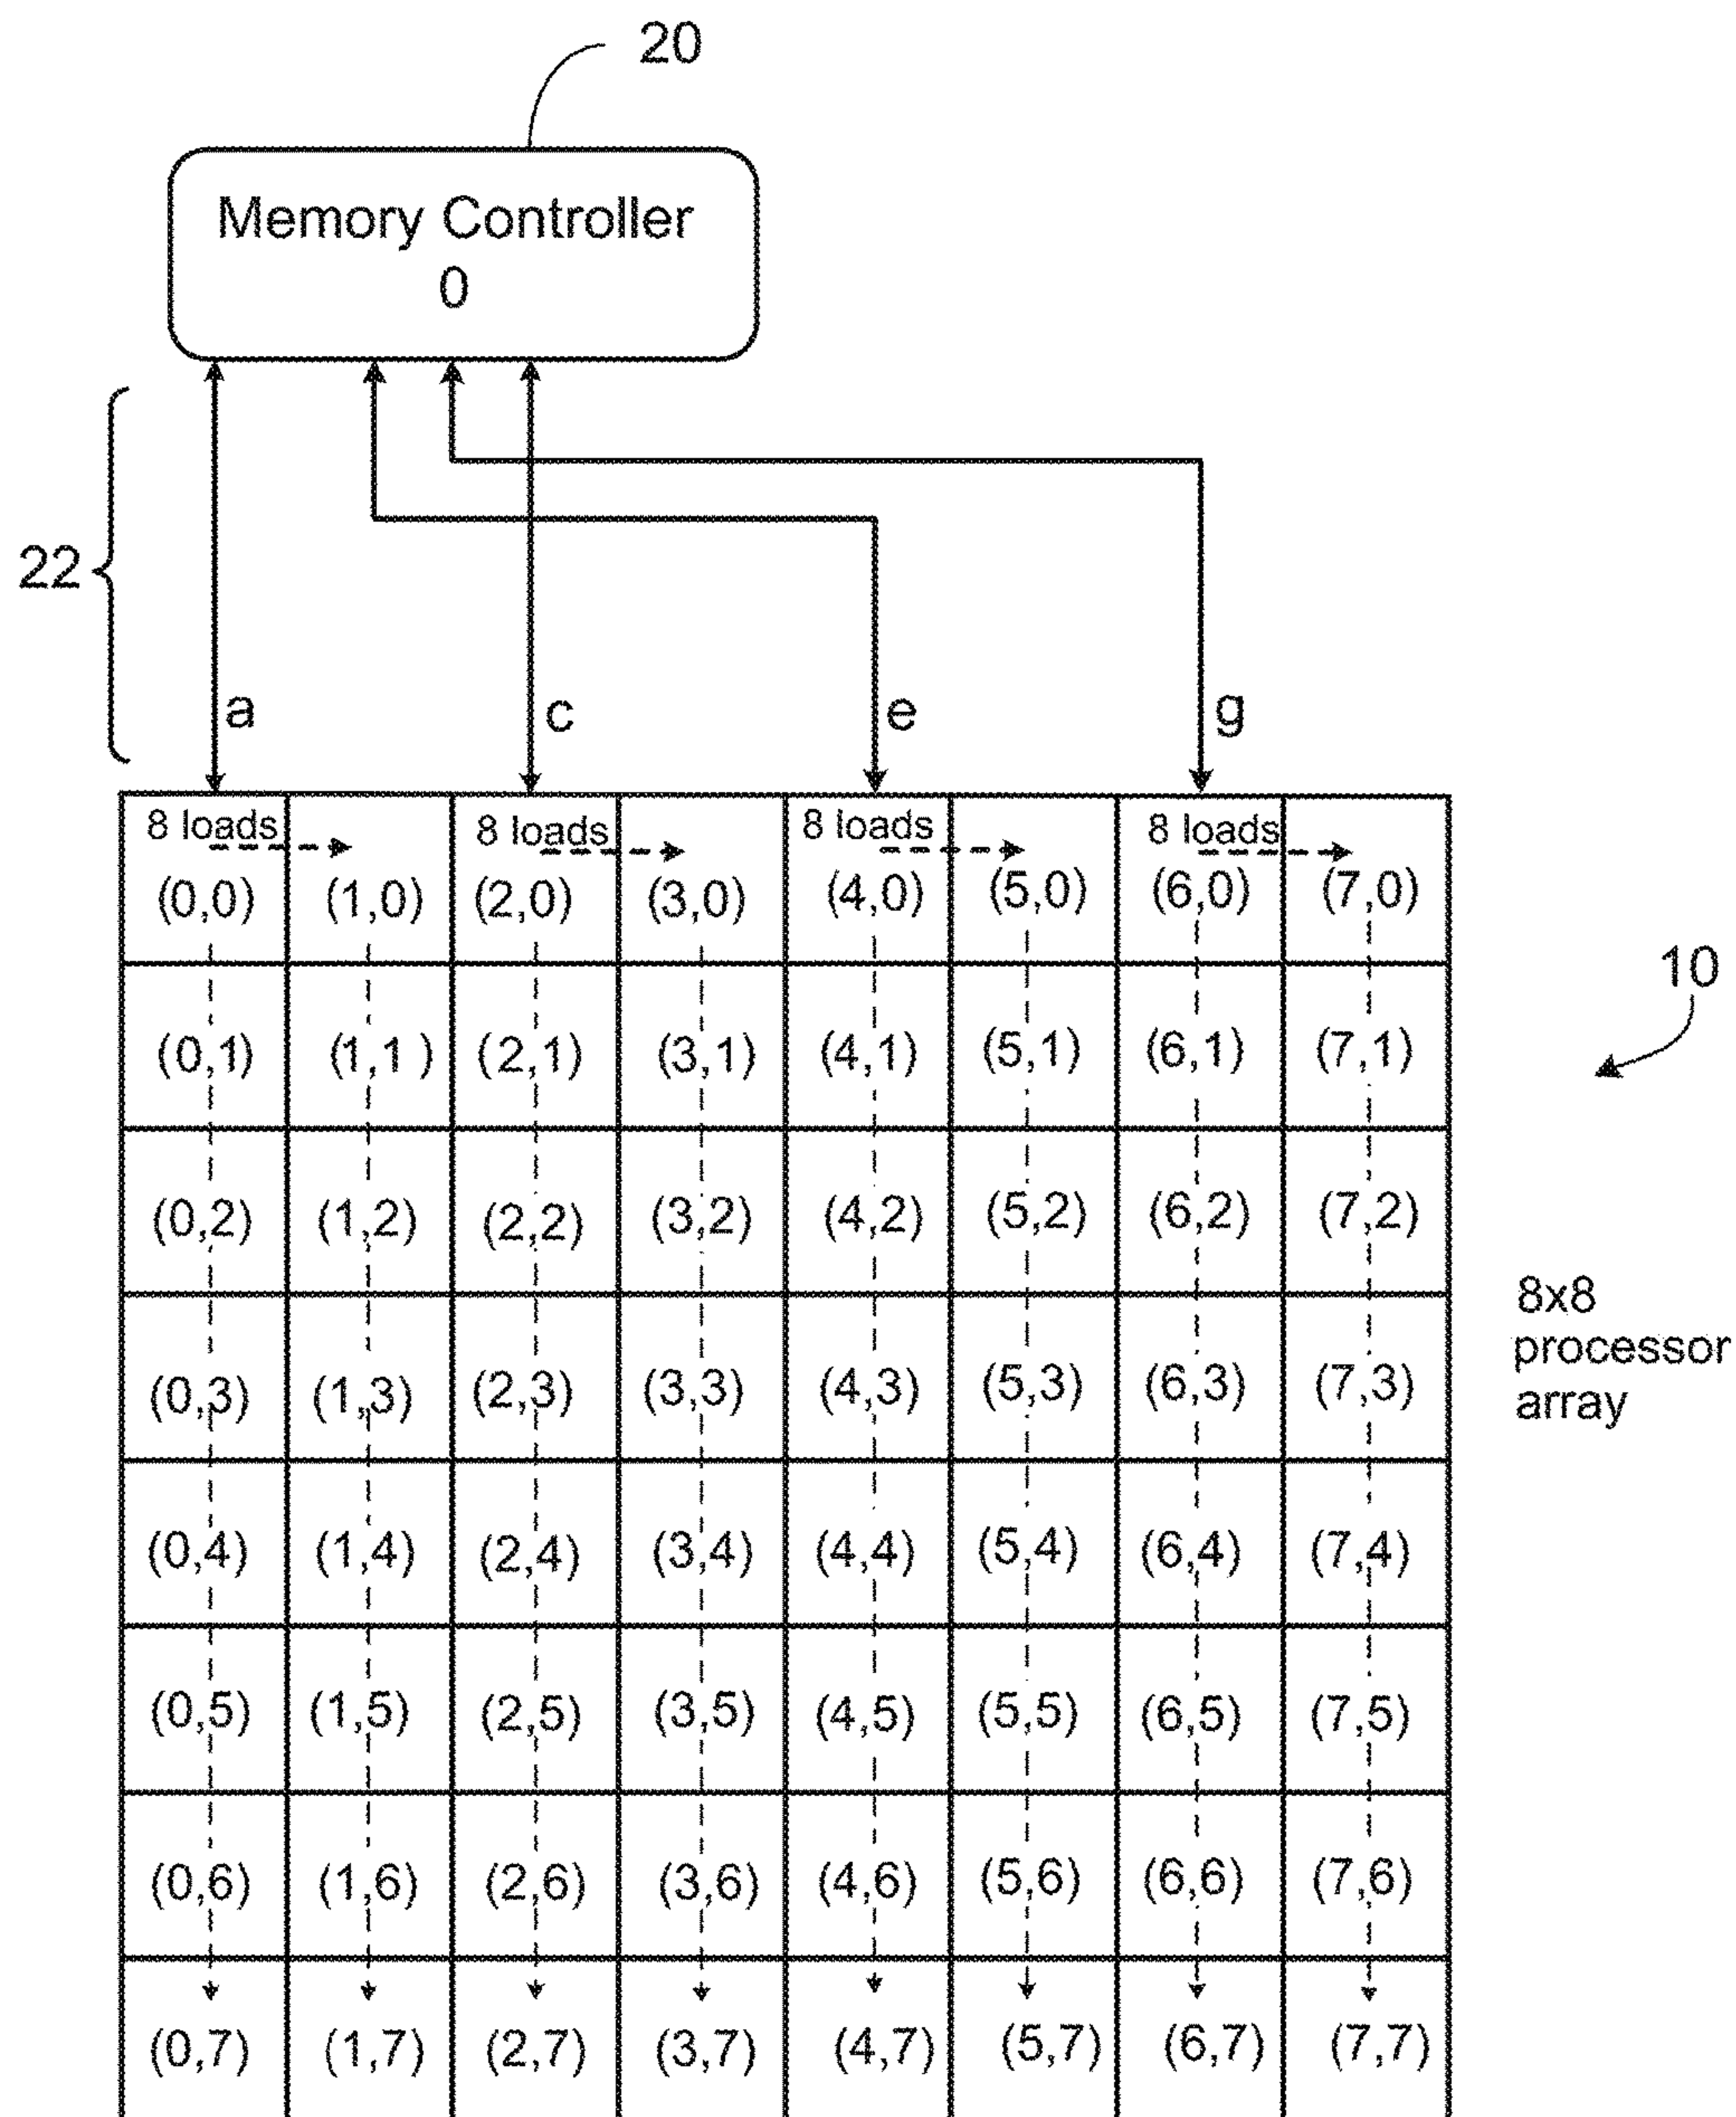 20
Memory Controller
0
22
a c e g
8 loads 8 loads 8 loads 8 loads
(0,0) (1,0) (2,0) (3,0) (4,0) (5,0) (6,0) (7,0)
10
(0,1) (1,1) (2,1) (3,1) (4,1) (5,1) (6,1) (7,1)
(0,2) (1,2) (2,2) (3,2) (4,2) (5,2) (6,2) (7,2)
8x8
processor
array
(0,3) (1,3) (2,3) (3,3) (4,3) (5,3) (6,3) (7,3)
(0,4) (1,4) (2,4) (3,4) (4,4) (5,4) (6,4) (7,4)
(0,5) (1,5) (2,5) (3,5) (4,5) (5,5) (6,5) (7,5)
(0,6) (1,6) (2,6) (3,6) (4,6) (5,6) (6,6) (7,6)
(0,7) (1,7) (2,7) (3,7) (4,7) (5,7) (6,7) (7,7)